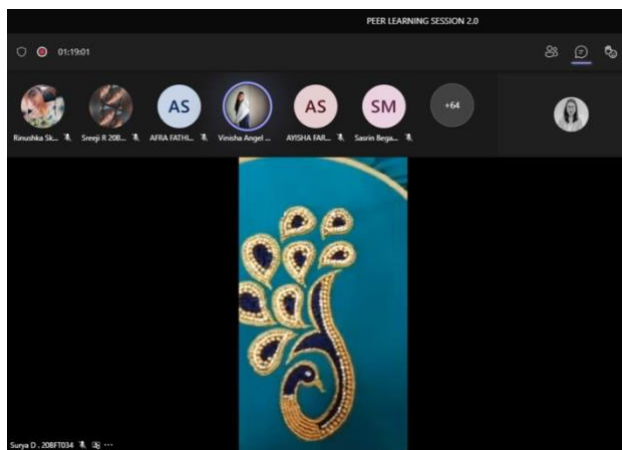 PEER LEARNING SESSION 2.0
01:19:01
AS
AS
SM
+64
Rinushka Sk...
Sreeji R 20B...
AFRA FATHI...
Vinisha Angel ...
AYISHA FAR...
Sasrin Bega...
Surya D . 20BFT034